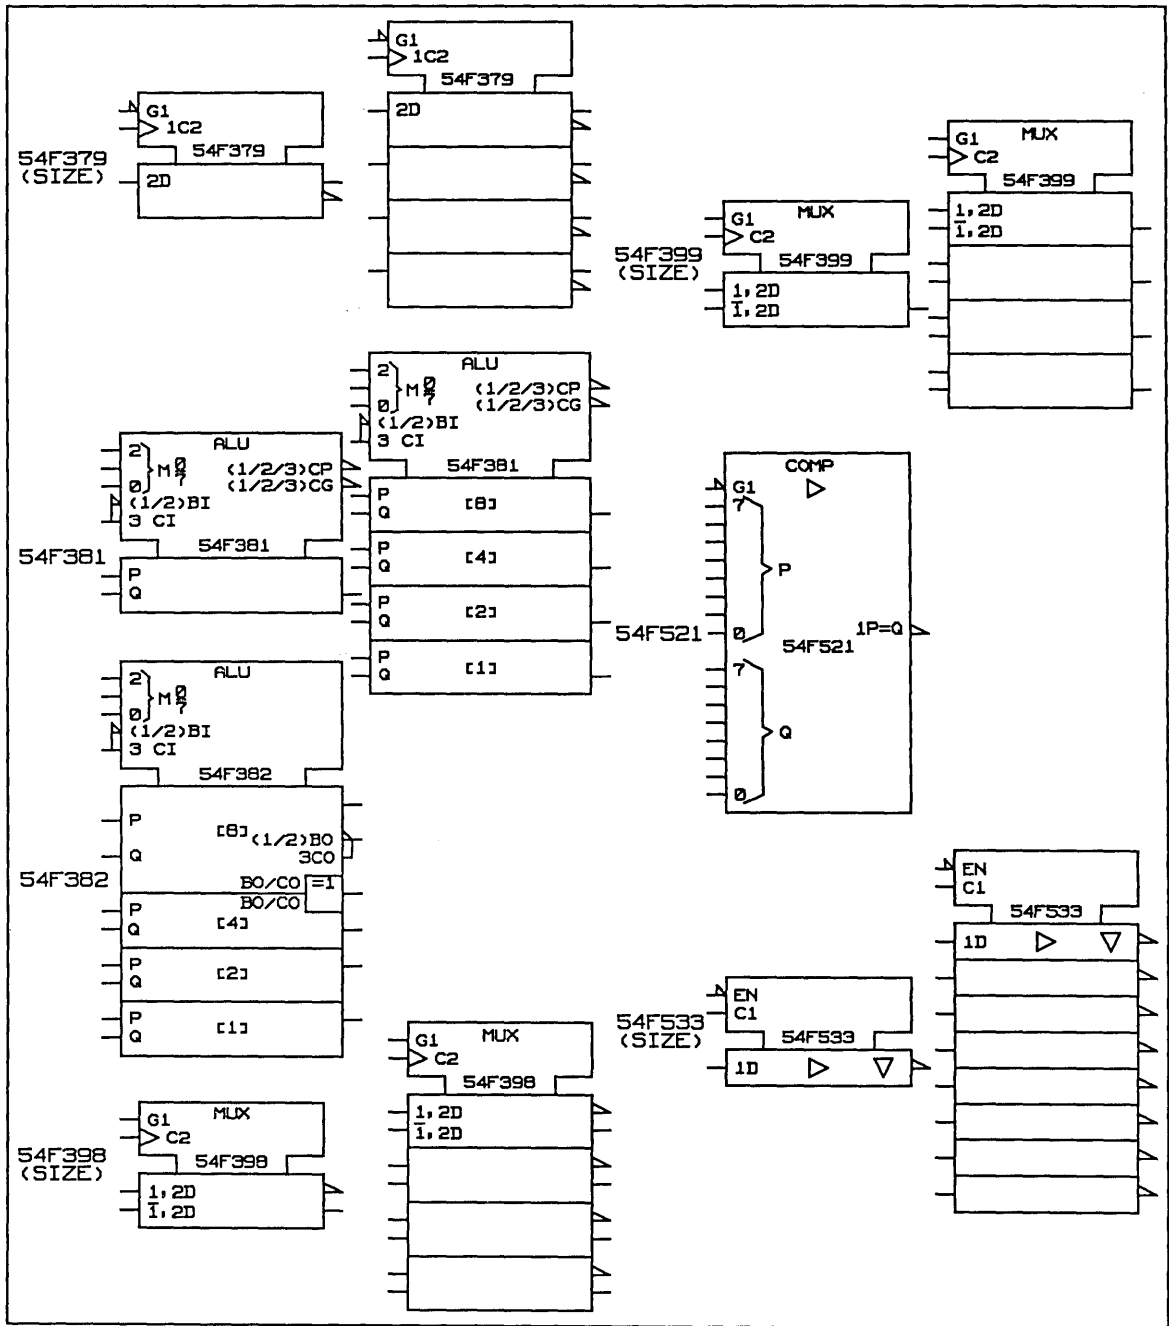 G1
1C2
54F379
2D
G1
1C2
54F379
54F379
(SIZE)
2D
G1
MUX
C2
54F399
1, 2D
1̅, 2D
G1
MUX
C2
54F399
54F399
(SIZE)
1, 2D
1̅, 2D
ALU
2
0
M 0/7
(1/2/3)CP
(1/2/3)CG
(1/2)BI
3 CI
54F381
P
Q
[8]
P
Q
[4]
P
Q
[2]
P
Q
[1]
ALU
2
0
M 0/7
(1/2/3)CP
(1/2/3)CG
(1/2)BI
3 CI
54F381
54F381
P
Q
COMP
G1
7
P
0
54F521
54F521
1P=Q
7
Q
0
ALU
2
0
M 0/7
(1/2)BI
3 CI
54F382
P
[8]
(1/2)BO
Q
3CO
54F382
BO/CO
=1
BO/CO
P
Q
[4]
P
Q
[2]
P
Q
[1]
EN
C1
54F533
1D
EN
C1
54F533
54F533
(SIZE)
1D
G1
MUX
C2
54F398
1, 2D
1̅, 2D
G1
MUX
C2
54F398
54F398
(SIZE)
1, 2D
1̅, 2D